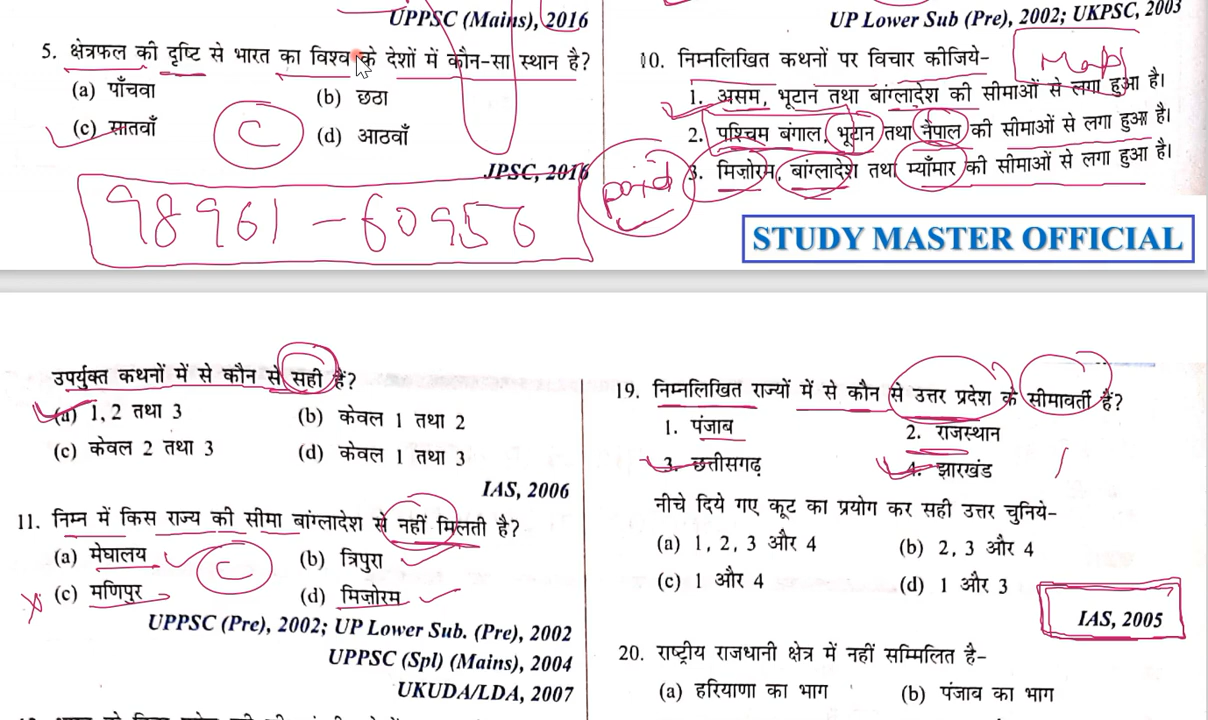 UPPSC (Mains), 2016
5. क्षेत्रफल की दृष्टि से भारत का विश्व के देशों में कौन-सा स्थान है?
(a) पाँचवा
(b) छठा
(c) सातवाँ
(d) आठवाँ
C
JPSC, 2016
98961-60956
UP Lower Sub (Pre), 2002; UKPSC, 2003
10. निम्नलिखित कथनों पर विचार कीजिये-
Map
1. असम, भूटान तथा बांग्लादेश की सीमाओं से लगा हुआ है।
2. पश्चिम बंगाल, भूटान तथा नेपाल की सीमाओं से लगा हुआ है।
3. मिज़ोरम, बांग्लादेश तथा म्याँमार की सीमाओं से लगा हुआ है।
paid
STUDY MASTER OFFICIAL
उपर्युक्त कथनों में से कौन से सही हैं?
(a) 1, 2 तथा 3
(b) केवल 1 तथा 2
(c) केवल 2 तथा 3
(d) केवल 1 तथा 3
IAS, 2006
11. निम्न में किस राज्य की सीमा बांग्लादेश से नहीं मिलती है?
(a) मेघालय
(b) त्रिपुरा
C
(c) मणिपुर
(d) मिज़ोरम
UPPSC (Pre), 2002; UP Lower Sub. (Pre), 2002
UPPSC (Spl) (Mains), 2004
UKUDA/LDA, 2007
19. निम्नलिखित राज्यों में से कौन से उत्तर प्रदेश के सीमावर्ती हैं?
1. पंजाब
2. राजस्थान
3. छत्तीसगढ़
4. झारखंड
नीचे दिये गए कूट का प्रयोग कर सही उत्तर चुनिये-
(a) 1, 2, 3 और 4
(b) 2, 3 और 4
(c) 1 और 4
(d) 1 और 3
IAS, 2005
20. राष्ट्रीय राजधानी क्षेत्र में नहीं सम्मिलित है-
(a) हरियाणा का भाग
(b) पंजाब का भाग